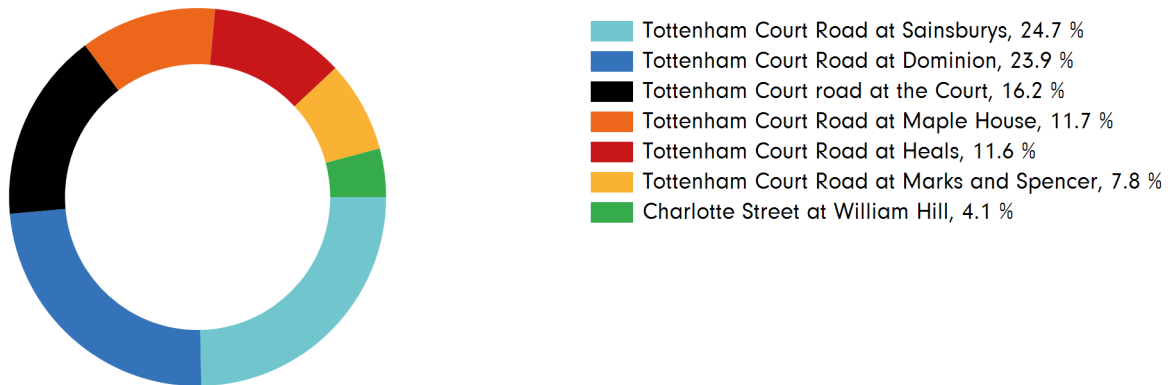 Tottenham Court Road at Sainsburys, 24.7 %
Tottenham Court Road at Dominion, 23.9 %
Tottenham Court road at the Court, 16.2 %
Tottenham Court Road at Maple House, 11.7 %
Tottenham Court Road at Heals, 11.6 %
Tottenham Court Road at Marks and Spencer, 7.8 %
Charlotte Street at William Hill, 4.1 %